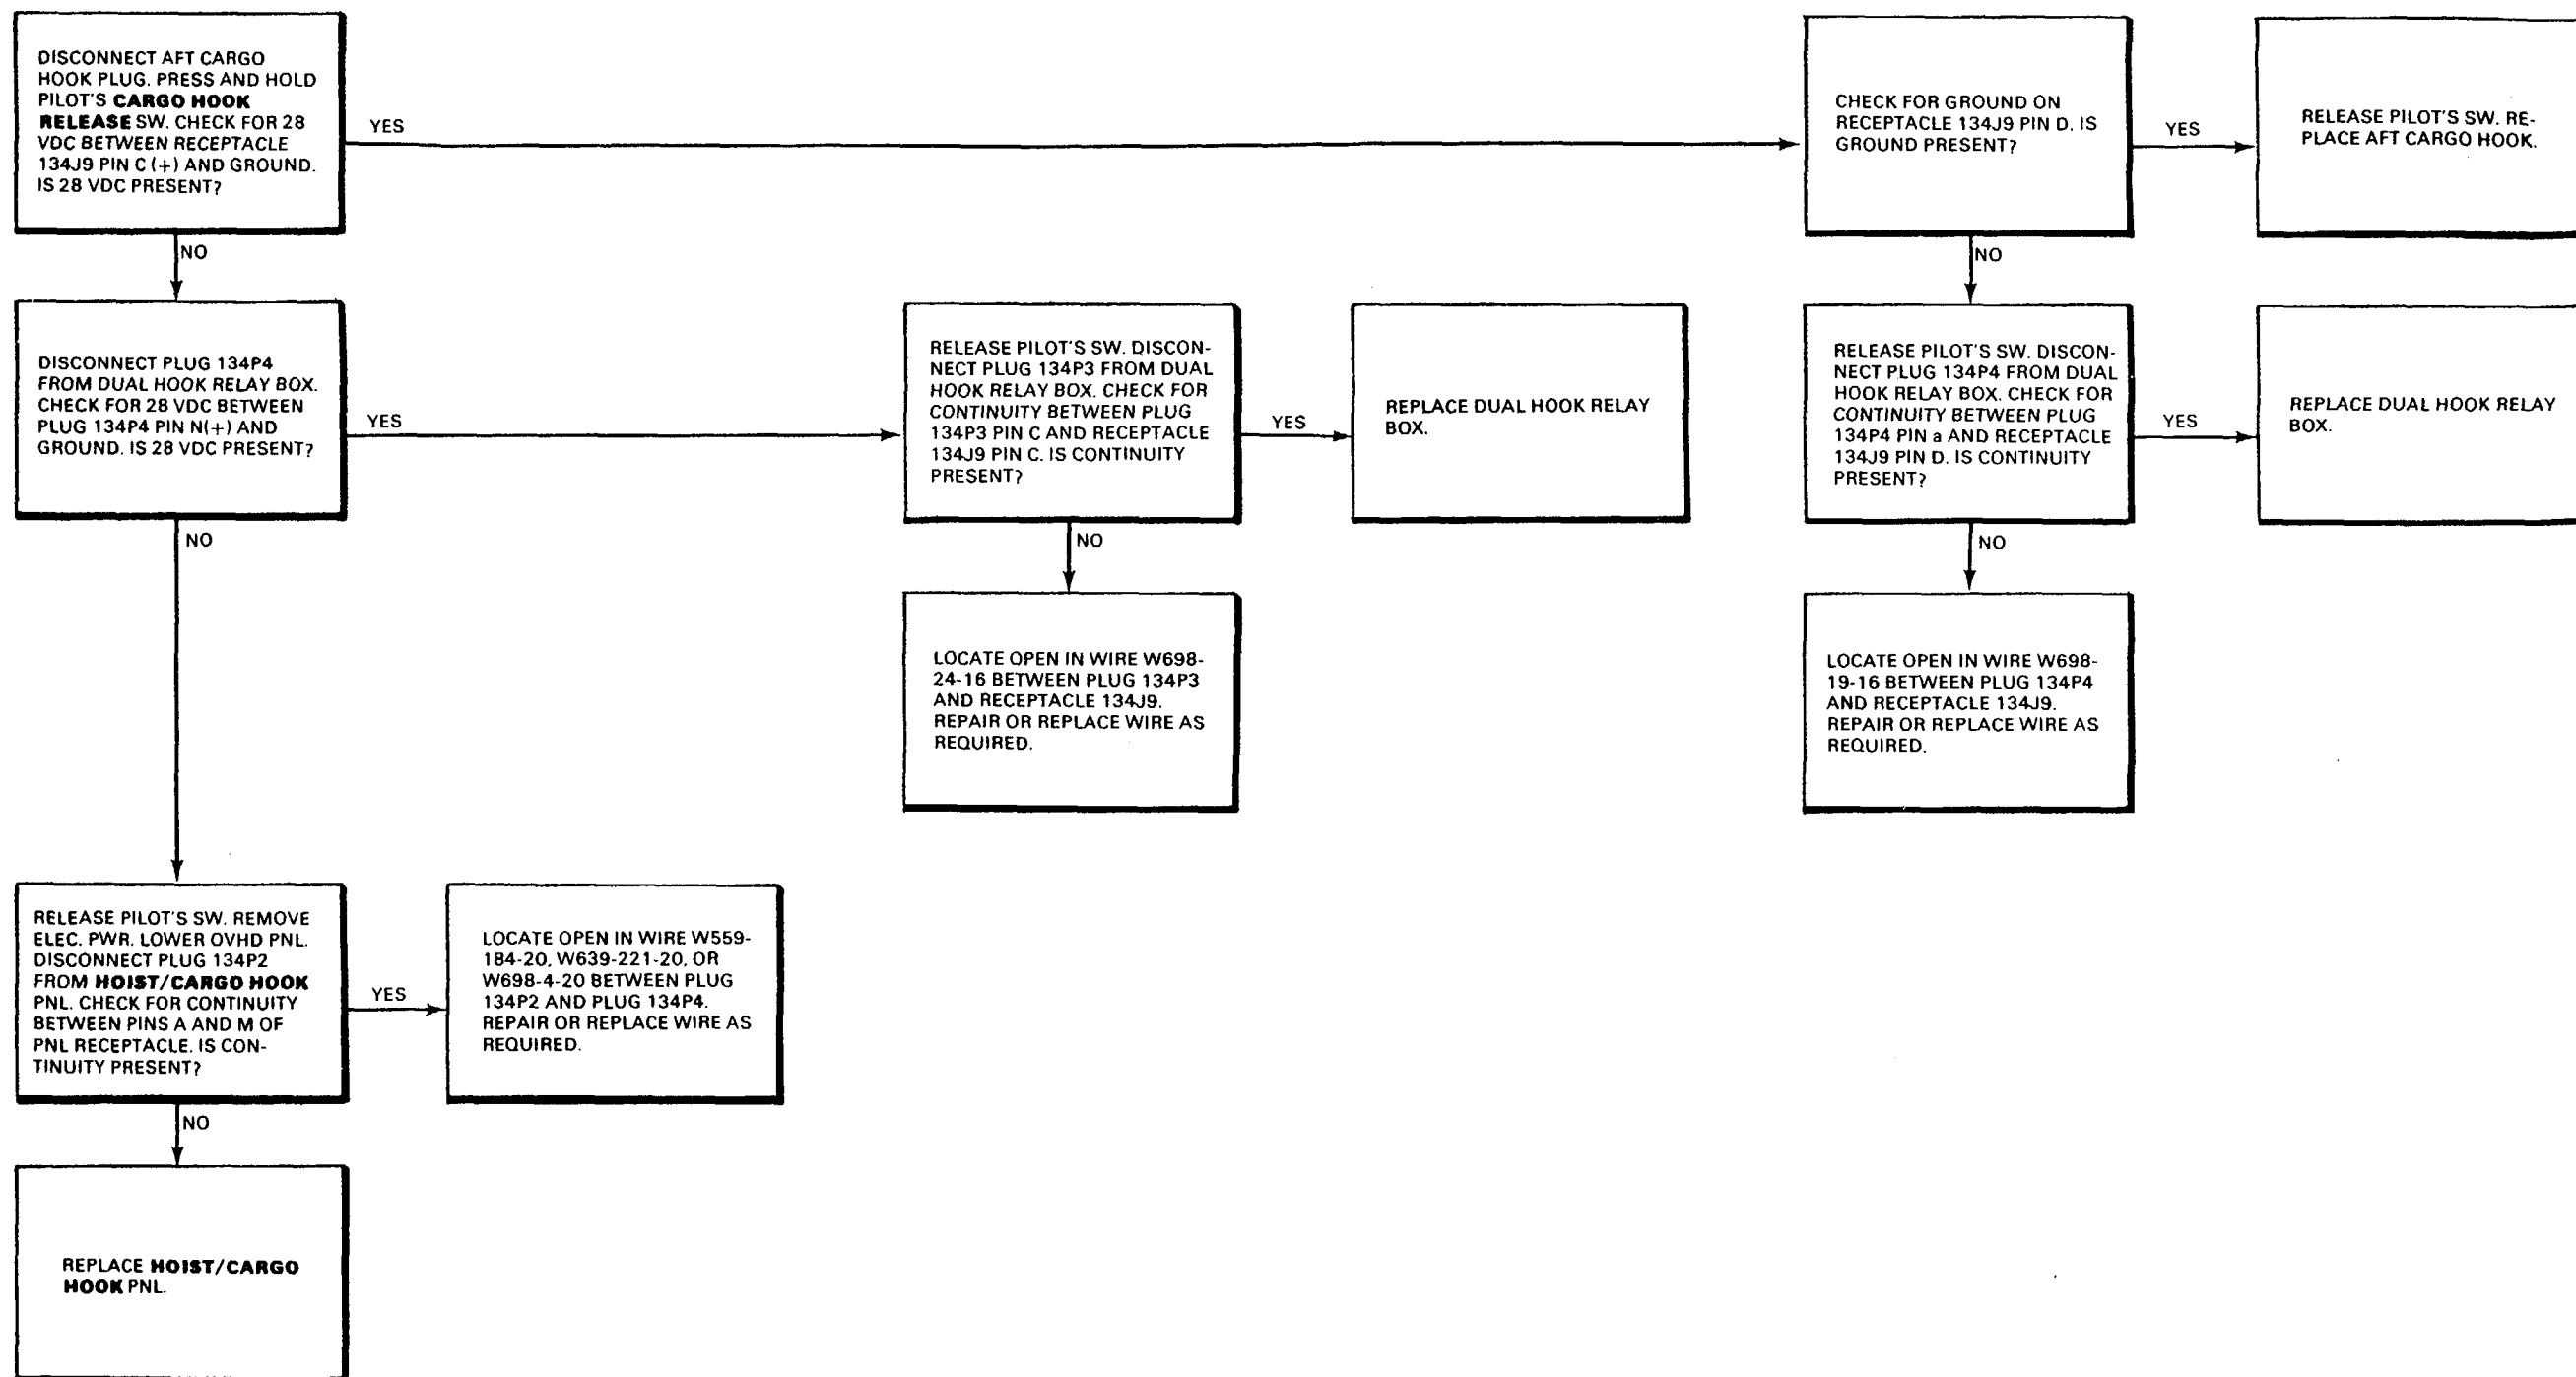 DISCONNECT AFT CARGO
HOOK PLUG. PRESS AND HOLD
PILOT'S CARGO HOOK
RELEASE SW. CHECK FOR 28
VDC BETWEEN RECEPTACLE
134J9 PIN C (+) AND GROUND.
IS 28 VDC PRESENT?
YES
CHECK FOR GROUND ON
RECEPTACLE 134J9 PIN D. IS
GROUND PRESENT?
YES
RELEASE PILOT'S SW. RE-
PLACE AFT CARGO HOOK.
NO
NO
DISCONNECT PLUG 134P4
FROM DUAL HOOK RELAY BOX.
CHECK FOR 28 VDC BETWEEN
PLUG 134P4 PIN N(+) AND
GROUND. IS 28 VDC PRESENT?
YES
RELEASE PILOT'S SW. DISCON-
NECT PLUG 134P3 FROM DUAL
HOOK RELAY BOX. CHECK FOR
CONTINUITY BETWEEN PLUG
134P3 PIN C AND RECEPTACLE
134J9 PIN C. IS CONTINUITY
PRESENT?
YES
REPLACE DUAL HOOK RELAY
BOX.
RELEASE PILOT'S SW. DISCON-
NECT PLUG 134P4 FROM DUAL
HOOK RELAY BOX. CHECK FOR
CONTINUITY BETWEEN PLUG
134P4 PIN a AND RECEPTACLE
134J9 PIN D. IS CONTINUITY
PRESENT?
YES
REPLACE DUAL HOOK RELAY
BOX.
NO
NO
NO
LOCATE OPEN IN WIRE W698-
24-16 BETWEEN PLUG 134P3
AND RECEPTACLE 134J9.
REPAIR OR REPLACE WIRE AS
REQUIRED.
LOCATE OPEN IN WIRE W698-
19-16 BETWEEN PLUG 134P4
AND RECEPTACLE 134J9.
REPAIR OR REPLACE WIRE AS
REQUIRED.
RELEASE PILOT'S SW. REMOVE
ELEC. PWR. LOWER OVHD PNL.
DISCONNECT PLUG 134P2
FROM HOIST/CARGO HOOK
PNL. CHECK FOR CONTINUITY
BETWEEN PINS A AND M OF
PNL RECEPTACLE. IS CON-
TINUITY PRESENT?
YES
LOCATE OPEN IN WIRE W559-
184-20, W639-221-20, OR
W698-4-20 BETWEEN PLUG
134P2 AND PLUG 134P4.
REPAIR OR REPLACE WIRE AS
REQUIRED.
NO
REPLACE HOIST/CARGO
HOOK PNL.